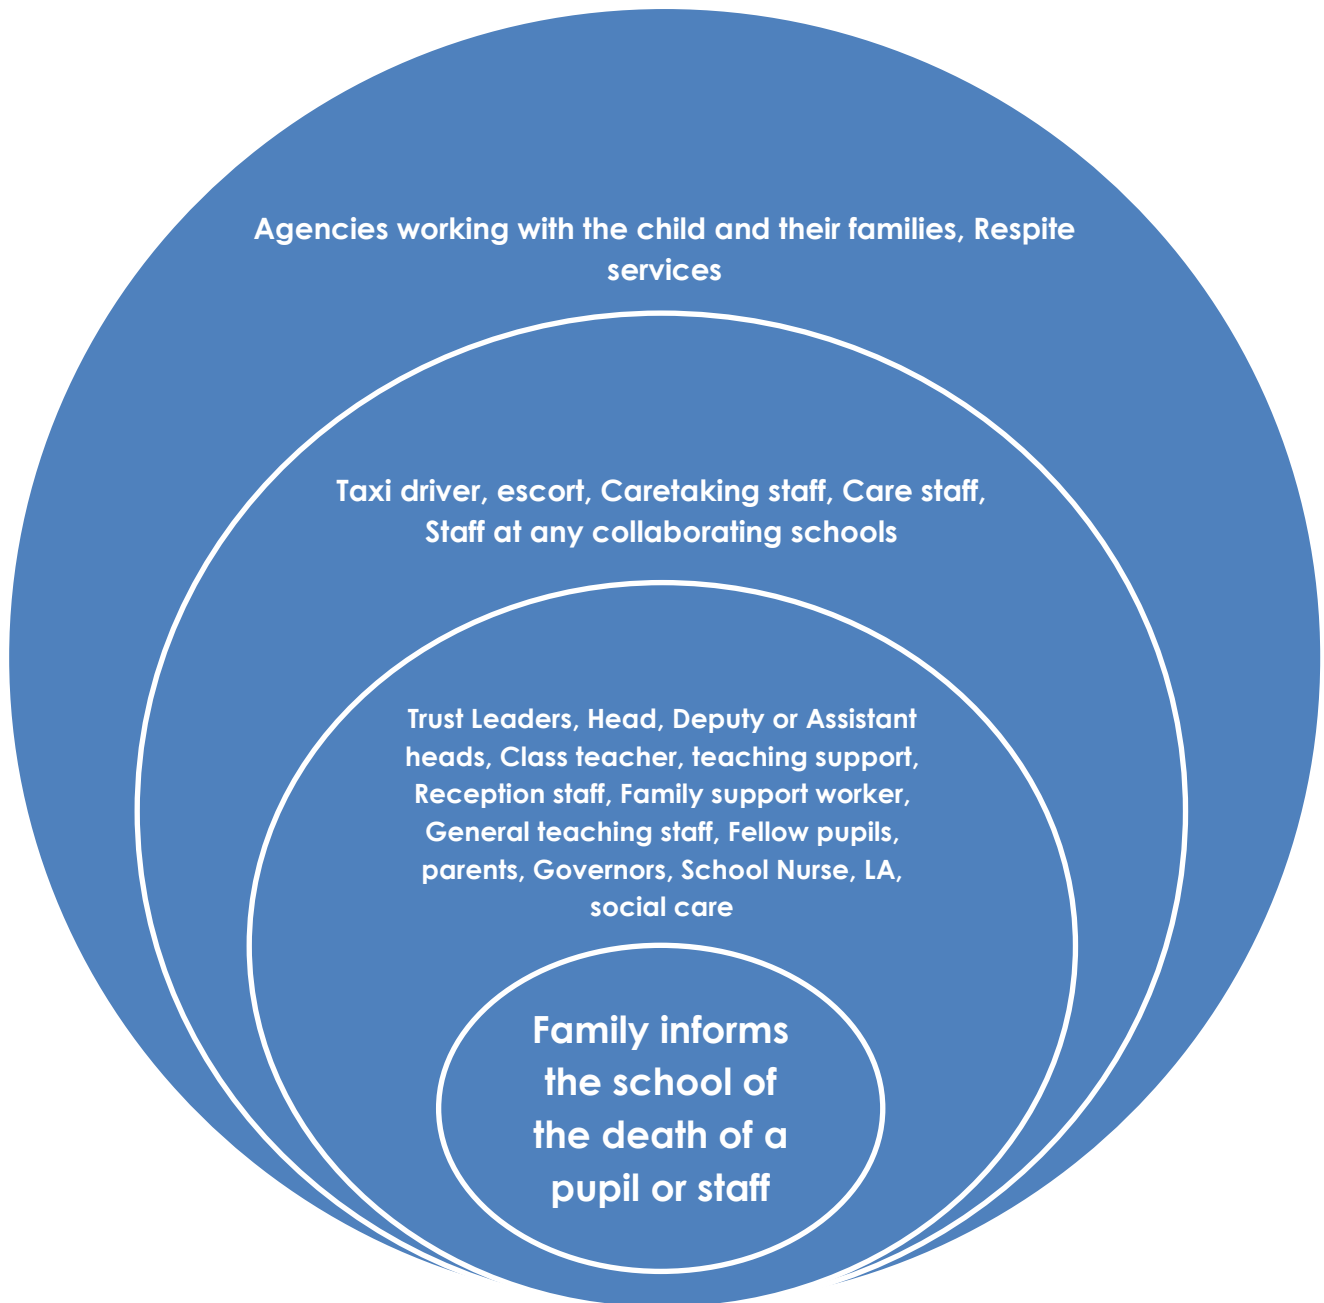 Agencies working with the child and their families, Respite
services
Taxi driver, escort, Caretaking staff, Care staff,
Staff at any collaborating schools
Trust Leaders, Head, Deputy or Assistant
heads, Class teacher, teaching support,
Reception staff, Family support worker,
General teaching staff, Fellow pupils,
parents, Governors, School Nurse, LA,
social care
Family informs
the school of
the death of a
pupil or staff